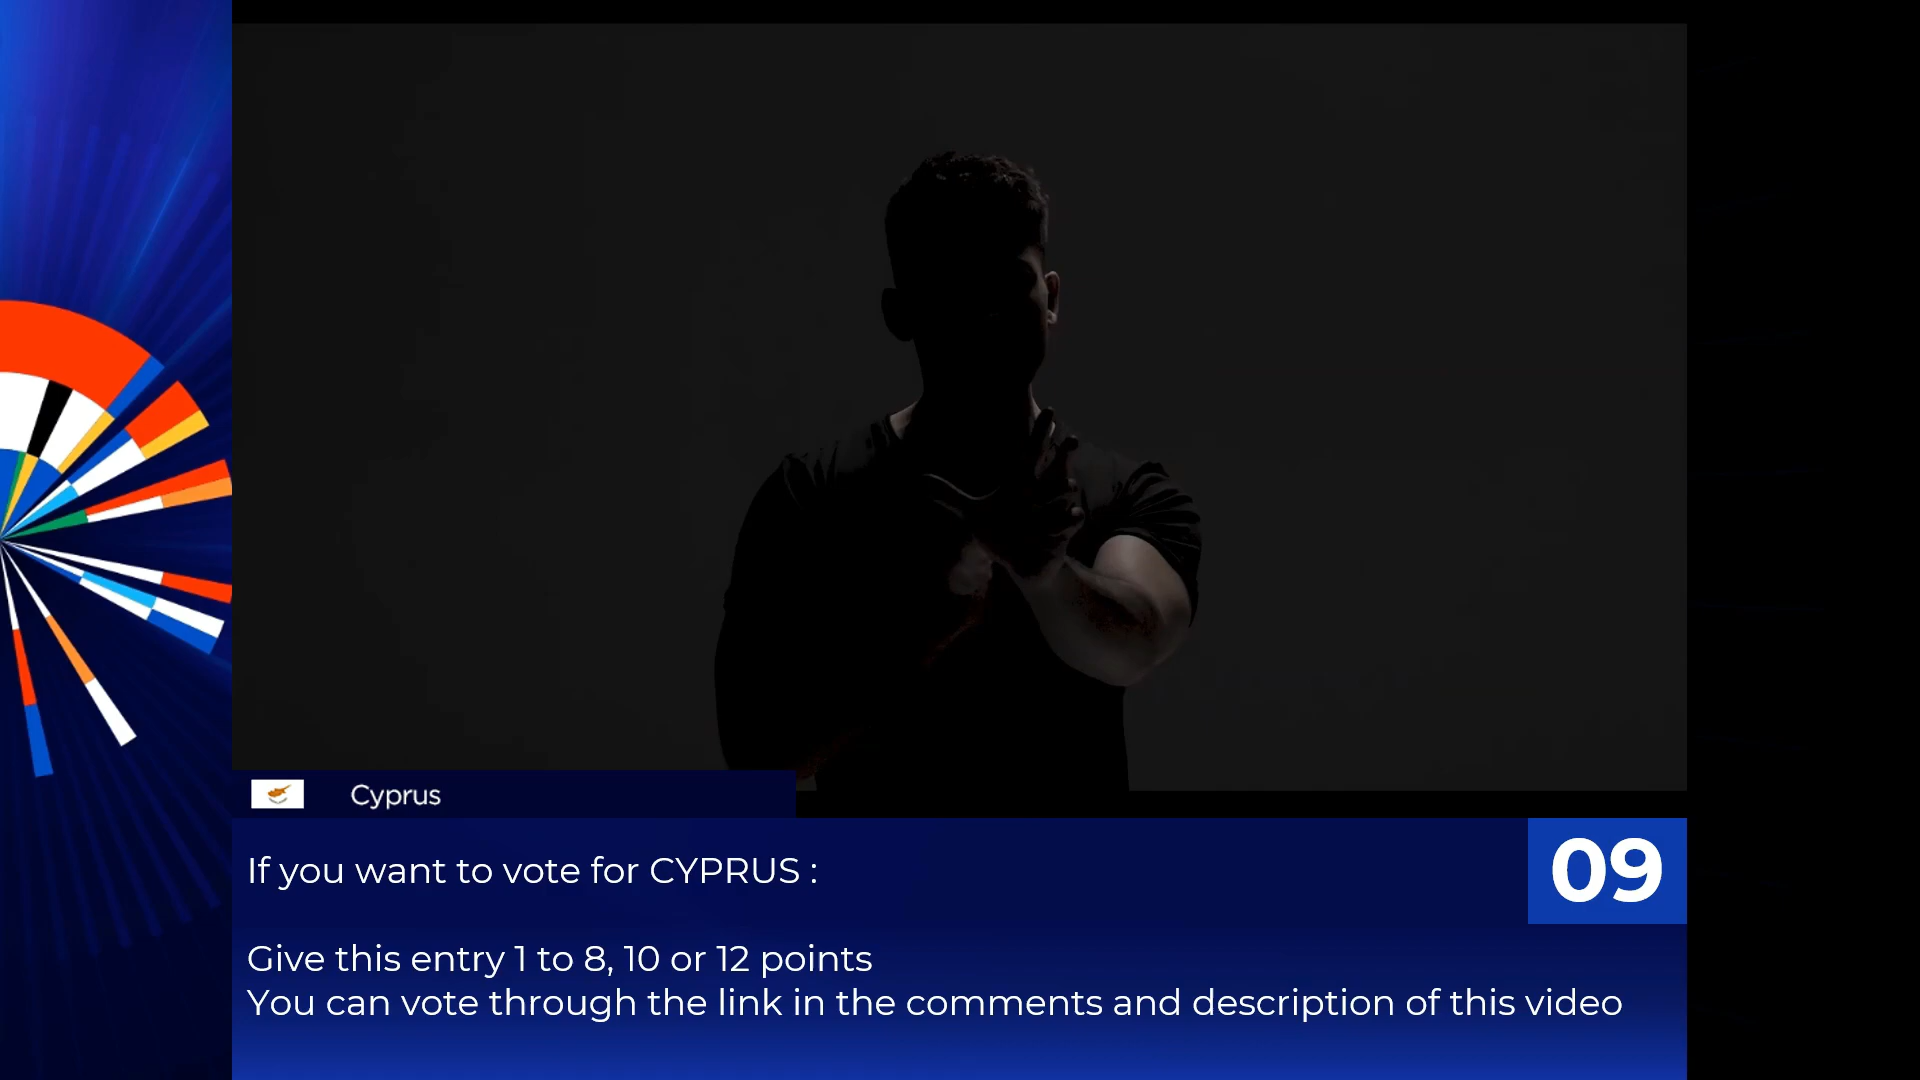 Cyprus
If you want to vote for CYPRUS :
09
Give this entry 1 to 8, 10 or 12 points
You can vote through the link in the comments and description of this video